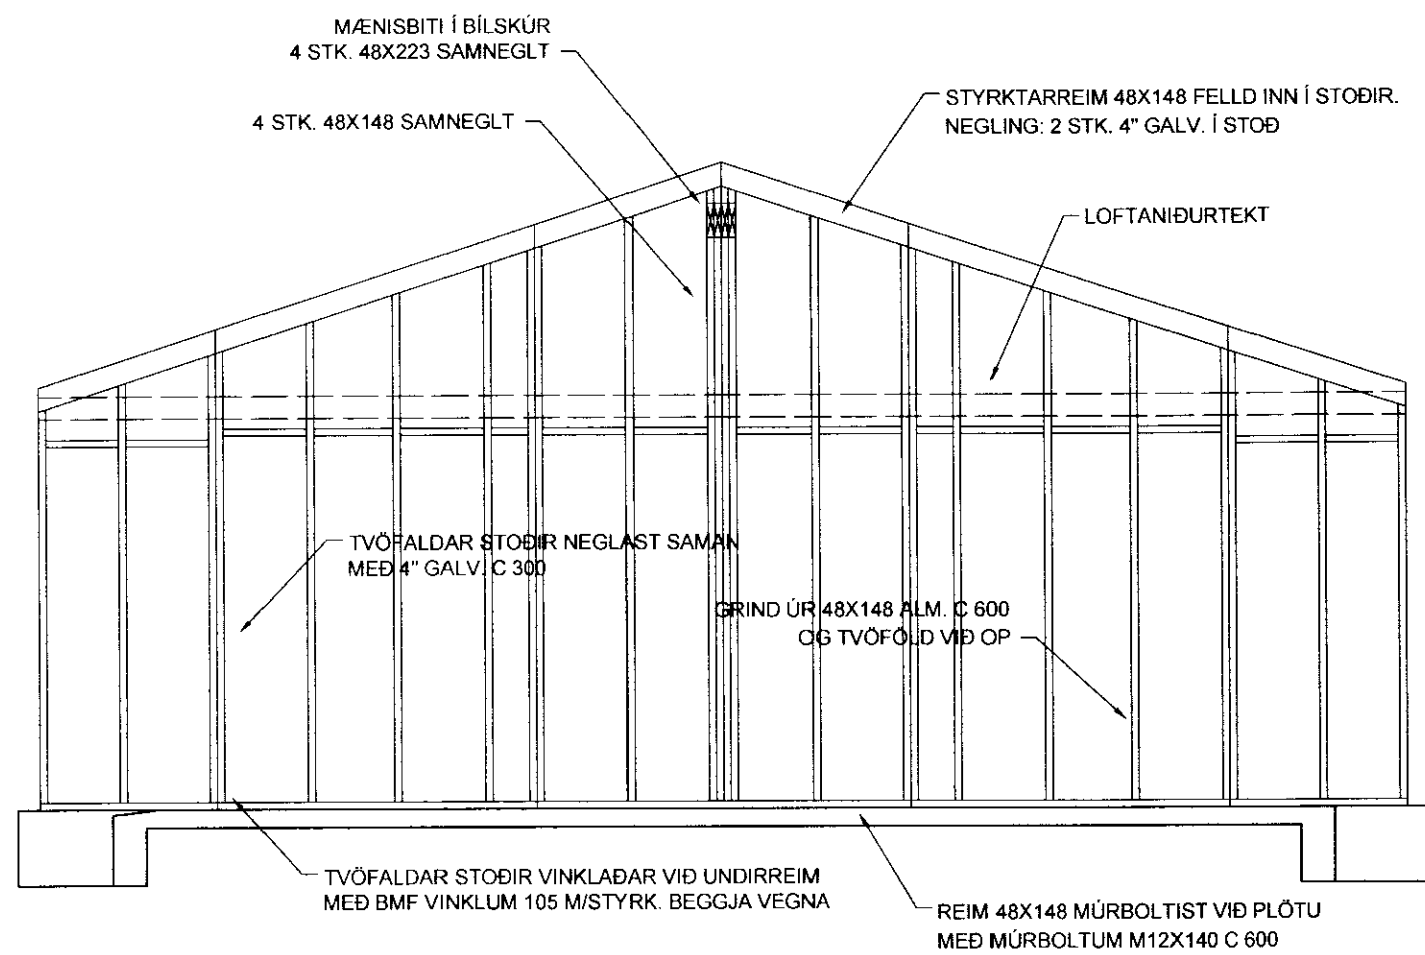 MÆNISBITI Í BÍLSKÚR
4 STK. 48X223 SAMNEGLT
4 STK. 48X148 SAMNEGLT
STYRKTARREIM 48X148 FELLD INN Í STOÐIR.
NEGLING: 2 STK. 4" GALV. Í STOÐ
LOFTANIÐURTEKT
TVÖFALDAR STOÐIR NEGLAST SAMAN
MEÐ 4" GALV. C 300
GRIND ÚR 48X148 ALM. C 600
OG TVÖFÖLD VIÐ OP
TVÖFALDAR STOÐIR VINKLAÐAR VIÐ UNDIRREIM
MEÐ BMF VINKLUM 105 M/STYRK. BEGGJA VEGNA
REIM 48X148 MÚRBOLTIST VIÐ PLÖTU
MEÐ MÚRBOLTUM M12X140 C 600